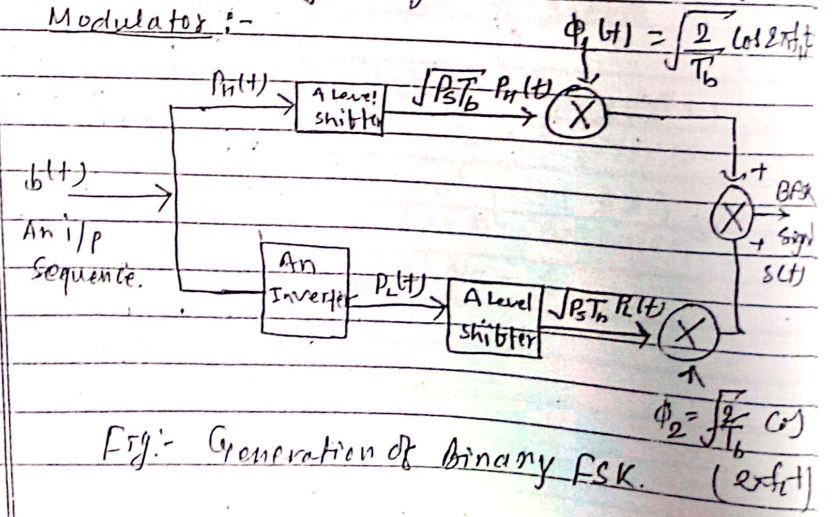 Modulator :-
ϕ₁(t) = √2/Tb Cos2πf₁t
PH(t)
A Level Shifter
√PsTb PH(t)
X
b(t)
An i/p
Sequence.
+
X
+
BFSK
Signal
S(t)
An
Inverter
PL(t)
A Level
Shifter
√PsTb PL(t)
X
ϕ₂ = √2/Tb Cos
(2πf₂t)
Fig:- Generation of Binary FSK.